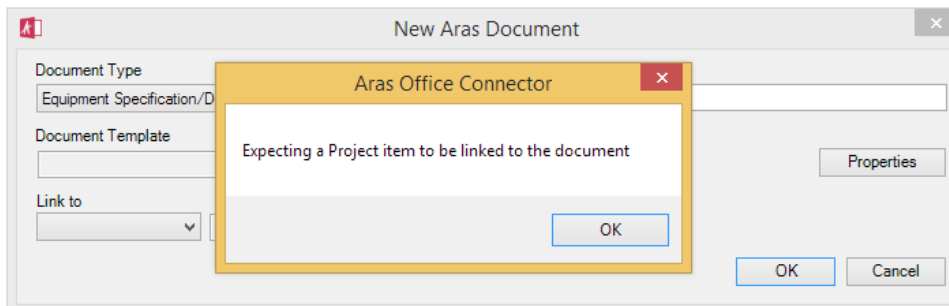 New Aras Document
Document Type
Aras Office Connector
Equipment Specification/D
Document Template
Expecting a Project item to be linked to the document
Properties
Link to
OK
OK
Cancel